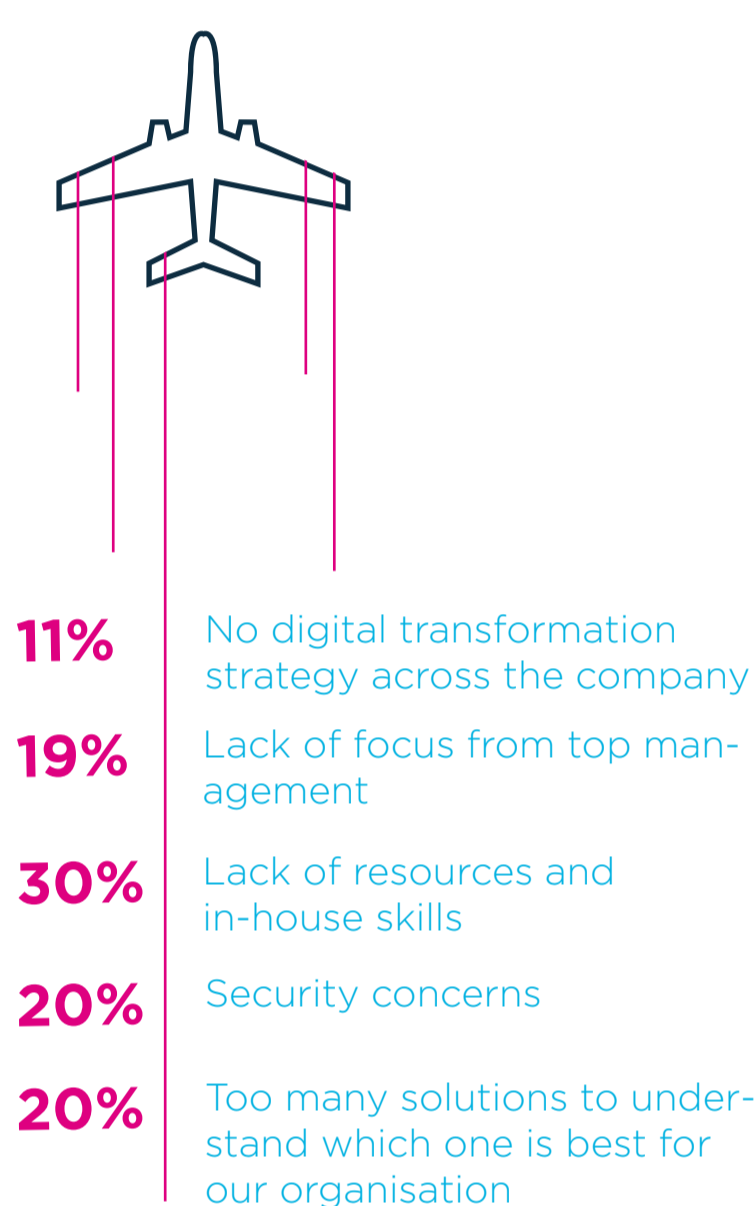 11% No digital transformation
strategy across the company
19% Lack of focus from top man-
agement
30% Lack of resources and
in-house skills
20% Security concerns
20% Too many solutions to under-
stand which one is best for
our organisation